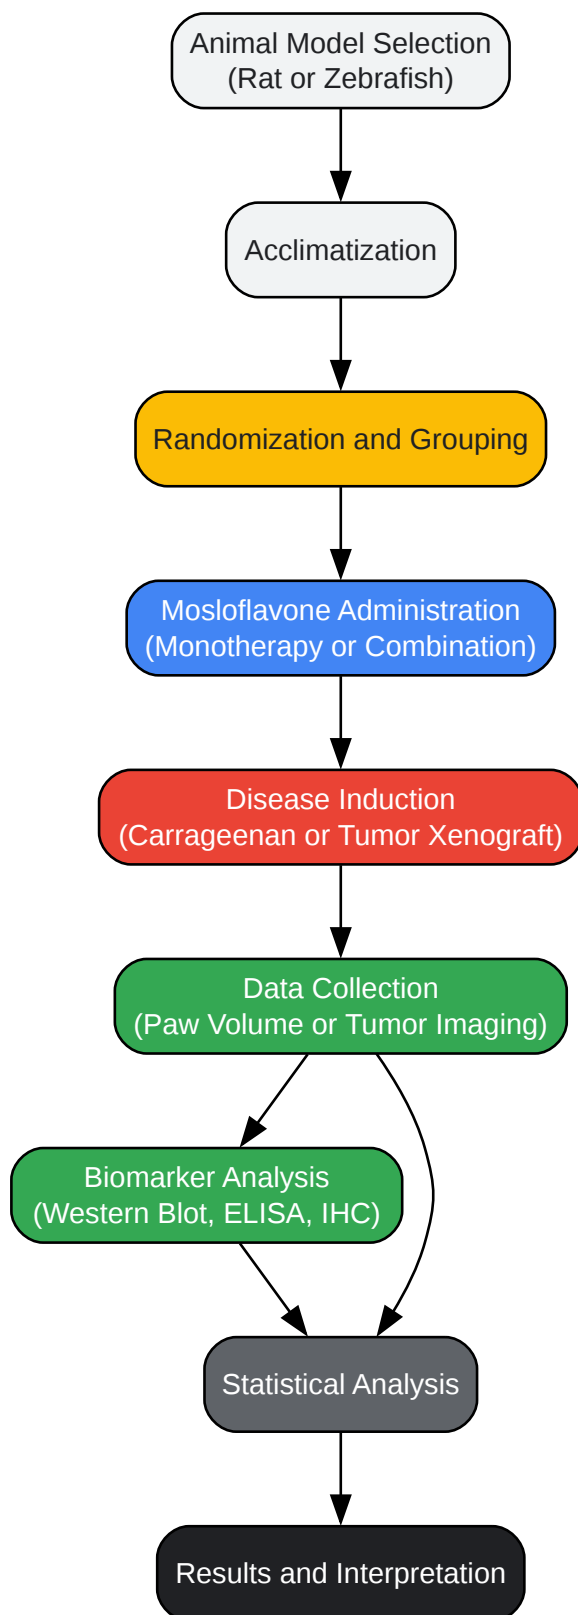 Animal Model Selection
(Rat or Zebrafish)
Acclimatization
Randomization and Grouping
Mosloflavone Administration
(Monotherapy or Combination)
Disease Induction
(Carrageenan or Tumor Xenograft)
Data Collection
(Paw Volume or Tumor Imaging)
Biomarker Analysis
(Western Blot, ELISA, IHC)
Statistical Analysis
Results and Interpretation